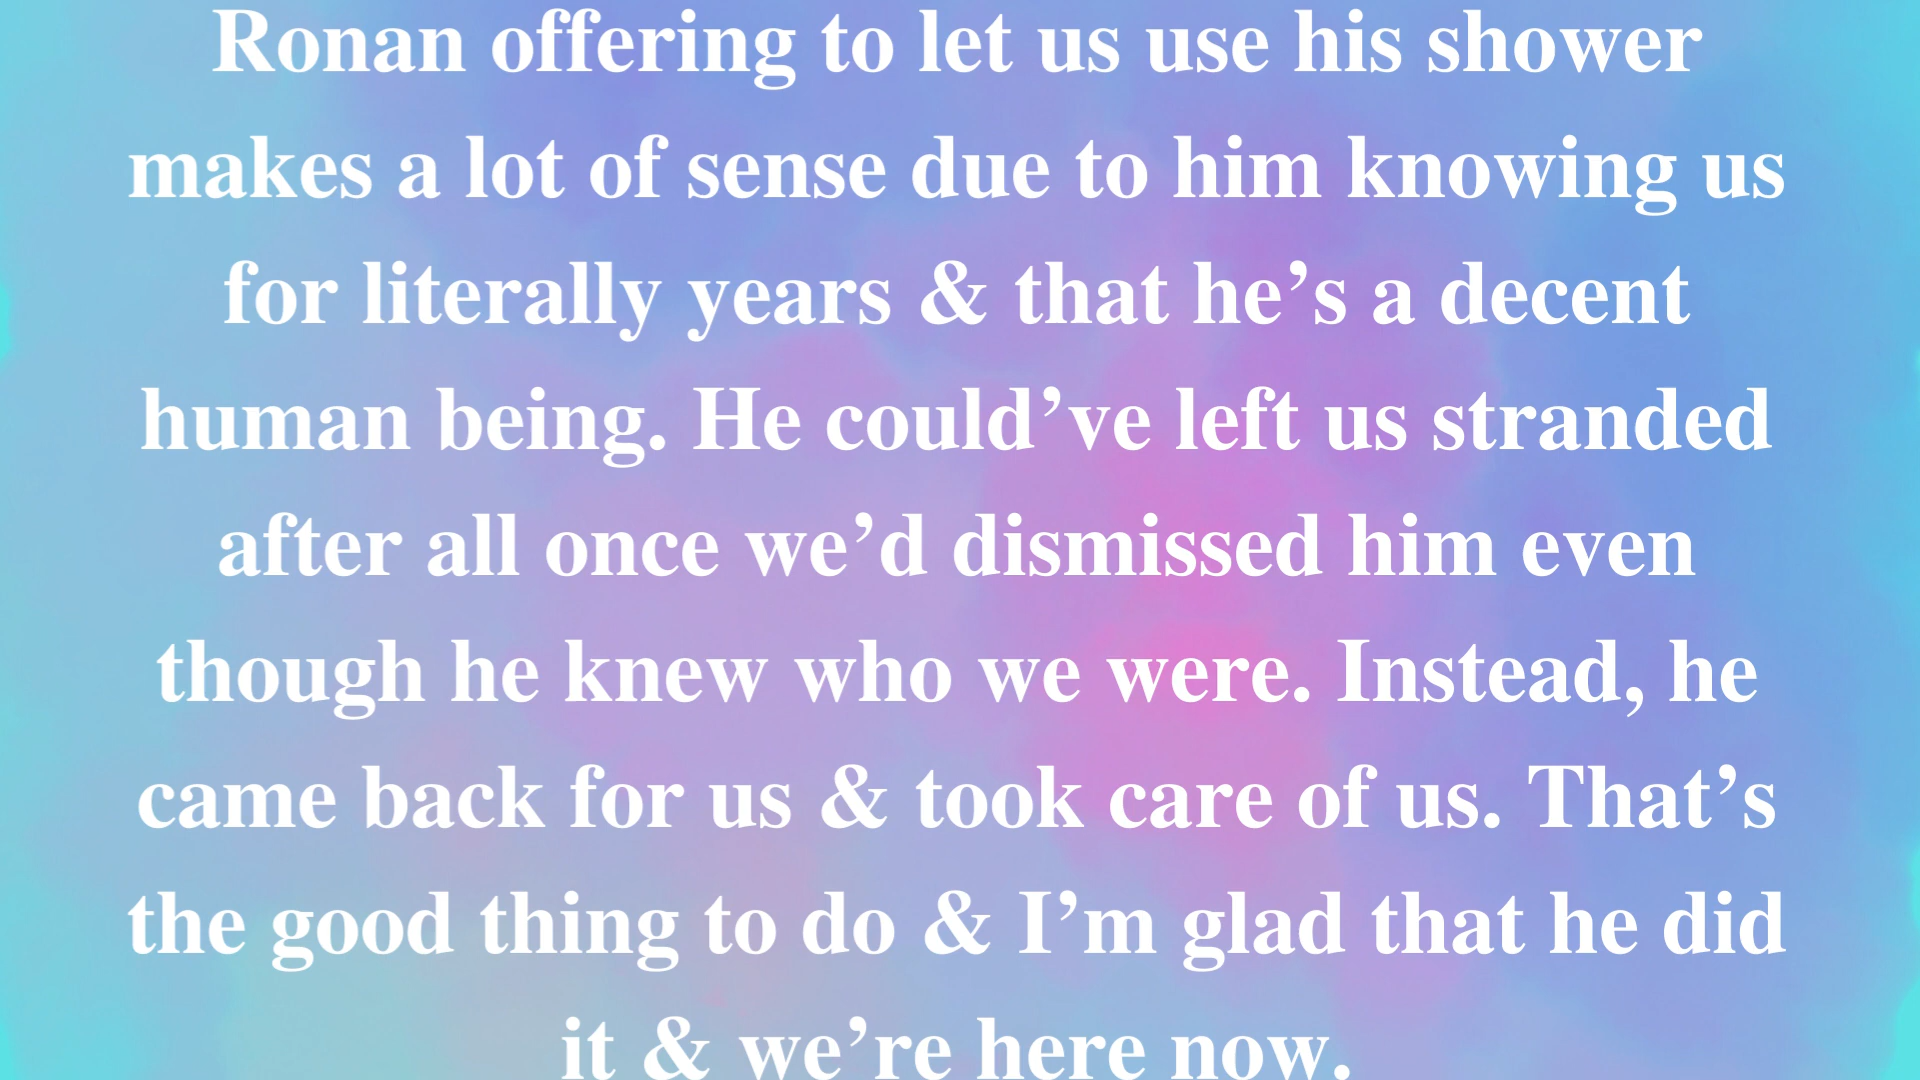 Ronan offering to let us use his shower
makes a lot of sense due to him knowing us
for literally years & that he’s a decent
human being. He could’ve left us stranded
after all once we’d dismissed him even
though he knew who we were. Instead, he
came back for us & took care of us. That’s
the good thing to do & I’m glad that he did
it & we’re here now.